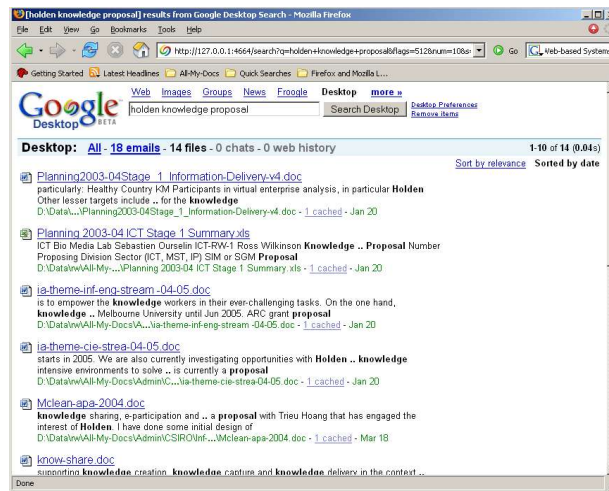 [holden knowledge proposal] results from Google Desktop Search - Mozilla Firefox
File Edit View Go Bookmarks Tools Help
http://127.0.0.1:4664/search?q=holden+knowledge+proposal&flags=512&num=10&s= Go Web-based Systems
Getting Started Latest Headlines All-My-Docs Quick Searches Firefox and Mozilla L...
Web Images Groups News Froogle Desktop more »
Google Desktop BETA
holden knowledge proposal Search Desktop Desktop Preferences
Remove items
Desktop: All - 18 emails - 14 files - 0 chats - 0 web history 1-10 of 14 (0.04s)
Sort by relevance Sorted by date
Planning2003-04Stage_1_Information-Delivery-v4.doc
particularly: Healthy Country KM Participants in virtual enterprise analysis, in particular Holden
Other lesser targets include .. for the knowledge
D:\Data\...\Planning2003-04Stage_1_Information-Delivery-v4.doc - 1 cached - Jan 20
Planning 2003-04 ICT Stage 1 Summary.xls
ICT Bio Media Lab Sebastien Ourselin ICT-RW-1 Ross Wilkinson Knowledge .. Proposal Number
Proposing Division Sector (ICT, MST, IP) SIM or SGM Proposal
D:\Data\rw\All-My-...\Planning 2003-04 ICT Stage 1 Summary.xls - 1 cached - Jan 20
ia-theme-inf-eng-stream -04-05.doc
is to empower the knowledge workers in their ever-challenging tasks. On the one hand,
knowledge .. Melbourne University until Jun 2005. ARC grant proposal
D:\Data\rw\All-My-Docs\A...\ia-theme-inf-eng-stream -04-05.doc - 1 cached - Jan 20
ia-theme-cie-strea-04-05.doc
starts in 2005. We are also currently investigating opportunities with Holden .. knowledge
intensive environments to solve .. is currently a proposal
D:\Data\rw\All-My-Docs\Admin\C...\ia-theme-cie-strea-04-05.doc - 1 cached - Jan 20
Mclean-apa-2004.doc
knowledge sharing, e-participation and .. a proposal with Trieu Hoang that has engaged the
interest of Holden. I have done some initial design of
D:\Data\rw\All-My-Docs\Admin\CSIRO\Inf-...\Mclean-apa-2004.doc - 1 cached - Mar 18
know-share.doc
supporting knowledge creation, knowledge capture and knowledge delivery in the context ..
Done